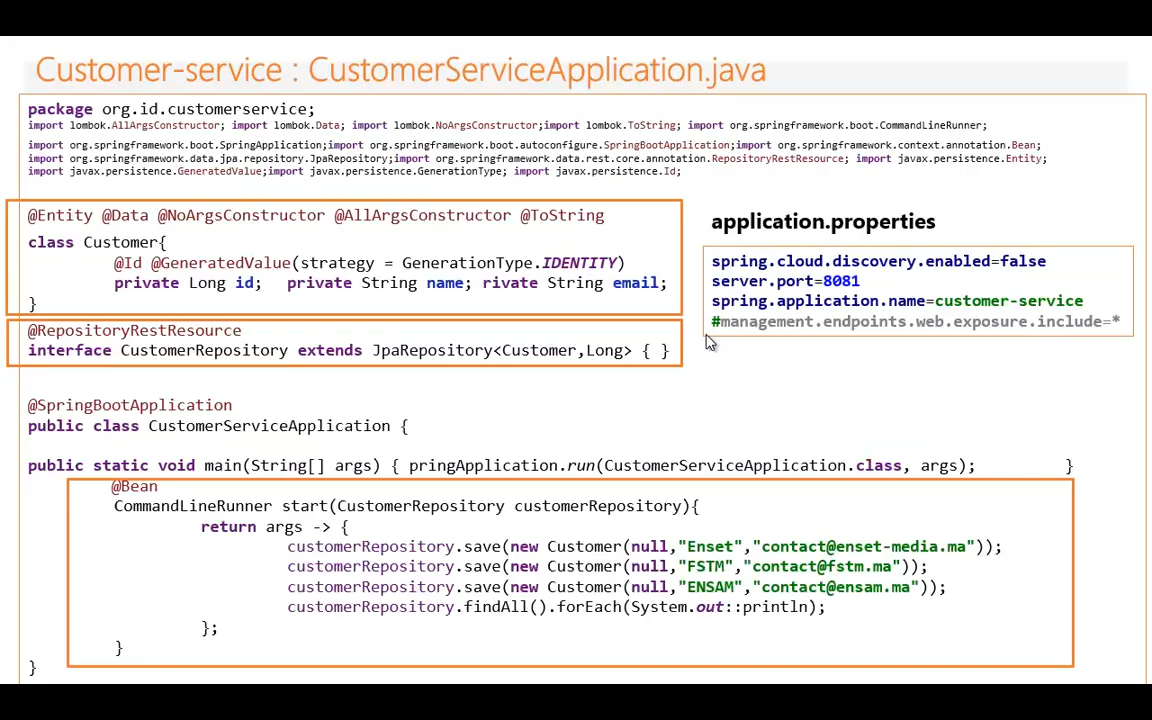 Customer-service : CustomerServiceApplication.java
package org.id.customerservice;
import lombok.AllArgsConstructor; import lombok.Data; import lombok.NoArgsConstructor;import lombok.ToString; import org.springframework.boot.CommandLineRunner;
import org.springframework.boot.SpringApplication;import org.springframework.boot.autoconfigure.SpringBootApplication;import org.springframework.context.annotation.Bean;
import org.springframework.data.jpa.repository.JpaRepository;import org.springframework.data.rest.core.annotation.RepositoryRestResource; import javax.persistence.Entity;
import javax.persistence.GeneratedValue;import javax.persistence.GenerationType; import javax.persistence.Id;
@Entity @Data @NoArgsConstructor @AllArgsConstructor @ToString
class Customer{
@Id @GeneratedValue(strategy = GenerationType.IDENTITY)
private Long id; private String name; rivate String email;
}
@RepositoryRestResource
interface CustomerRepository extends JpaRepository<Customer,Long> { }
application.properties
spring.cloud.discovery.enabled=false
server.port=8081
spring.application.name=customer-service
#management.endpoints.web.exposure.include=*
@SpringBootApplication
public class CustomerServiceApplication {
public static void main(String[] args) { pringApplication.run(CustomerServiceApplication.class, args); }
@Bean
CommandLineRunner start(CustomerRepository customerRepository){
return args -> {
customerRepository.save(new Customer(null,"Enset","contact@enset-media.ma"));
customerRepository.save(new Customer(null,"FSTM","contact@fstm.ma"));
customerRepository.save(new Customer(null,"ENSAM","contact@ensam.ma"));
customerRepository.findAll().forEach(System.out::println);
};
}
}